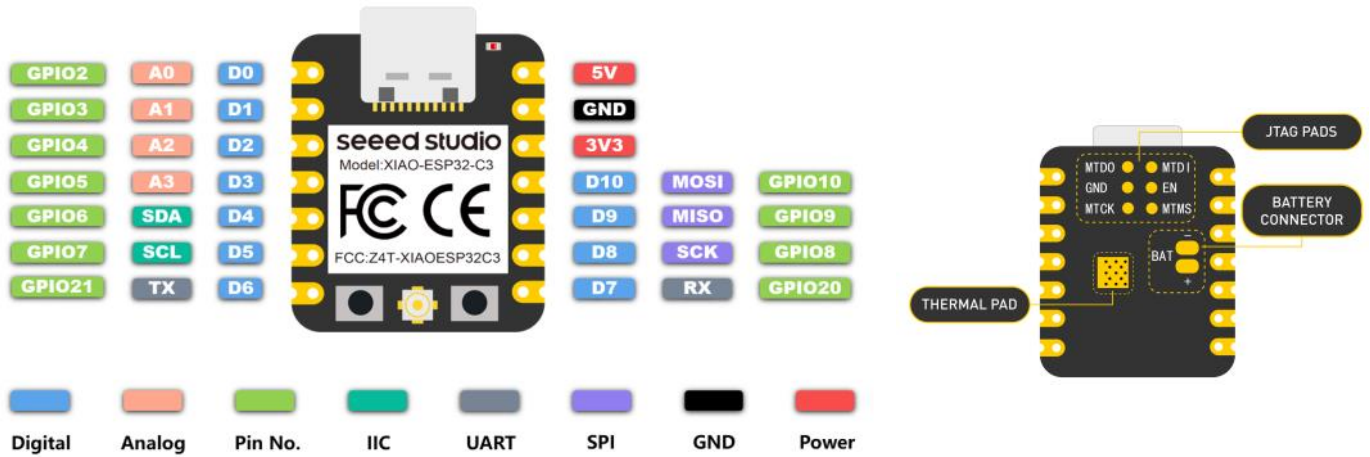 GPIO2 A0 D0 5V
GPIO3 A1 D1 GND
GPIO4 A2 D2 3V3
GPIO5 A3 D3 D10 MOSI GPIO10
GPIO6 SDA D4 D9 MISO GPIO9
GPIO7 SCL D5 D8 SCK GPIO8
GPIO21 TX D6 D7 RX GPIO20
seeed studio
Model:XIAO-ESP32-C3
FC CE
FCC:Z4T-XIAOESP32C3
JTAG PADS
MTDO MTDI
GND EN
MTCK MTMS
BATTERY
CONNECTOR
−
BAT
+
THERMAL PAD
Digital Analog Pin No. IIC UART SPI GND Power